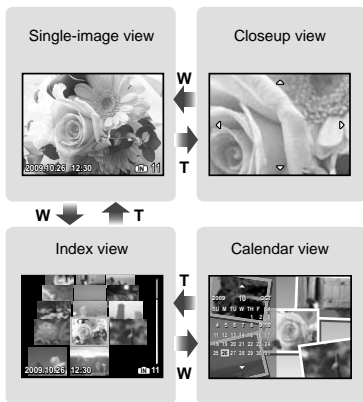 Single-image view
Closeup view
W
T
2009.10.26 12:30
IN 11
W
T
Index view
Calendar view
T
W
2009.10.26 12:30
IN 11
2009 10 OCT
SU M TU W TH F SA
1 2 3
4 5 6 7 8 9 10
11 12 13 14 15 16 17
18 19 20 21 22 23 24
25 26 27 28 29 30 31